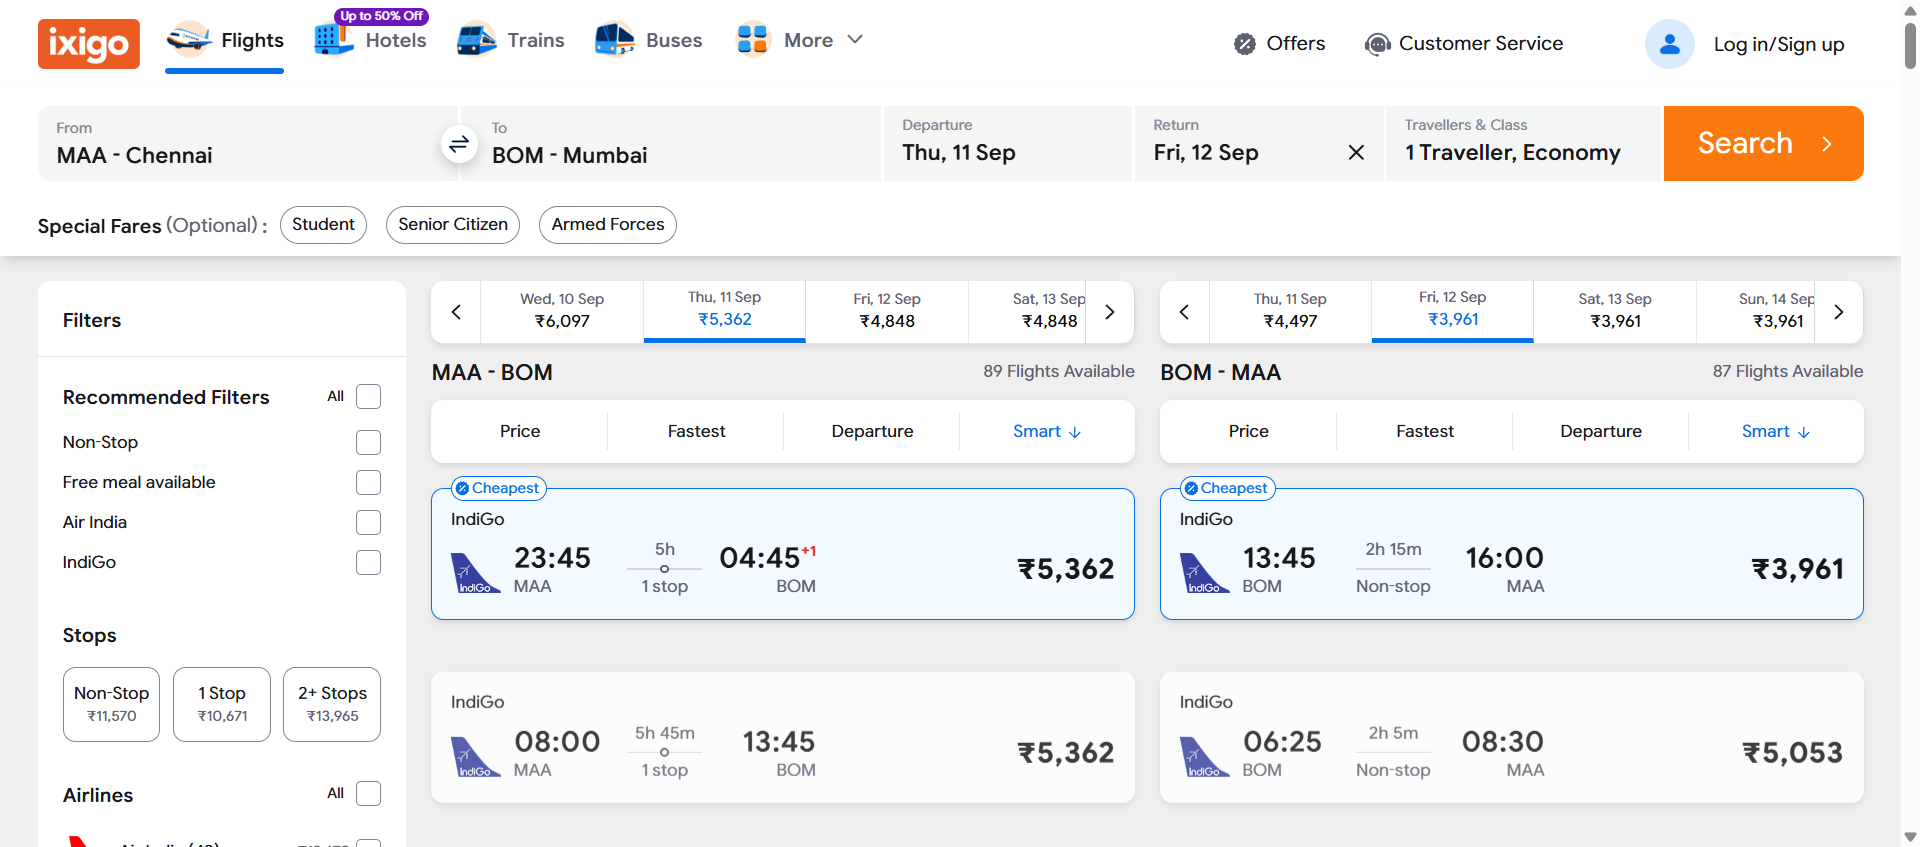 ixigo
Flights
Up to 50% Off
Hotels
Trains
Buses
More
Offers
Customer Service
Log in/Sign up
From
MAA - Chennai
To
BOM - Mumbai
Departure
Thu, 11 Sep
Return
Fri, 12 Sep
Travellers & Class
1 Traveller, Economy
Search
Special Fares (Optional) :
Student
Senior Citizen
Armed Forces
Filters
Recommended Filters
All
Non-Stop
Free meal available
Air India
IndiGo
Stops
Non-Stop
₹11,570
1 Stop
₹10,671
2+ Stops
₹13,965
Airlines
All
Wed, 10 Sep
₹6,097
Thu, 11 Sep
₹5,362
Fri, 12 Sep
₹4,848
Sat, 13 Sep
₹4,848
MAA - BOM
89 Flights Available
Price
Fastest
Departure
Smart ↓
Cheapest
IndiGo
IndiGo
23:45
MAA
5h
1 stop
04:45+1
BOM
₹5,362
IndiGo
IndiGo
08:00
MAA
5h 45m
1 stop
13:45
BOM
₹5,362
Thu, 11 Sep
₹4,497
Fri, 12 Sep
₹3,961
Sat, 13 Sep
₹3,961
Sun, 14 Sep
₹3,961
BOM - MAA
87 Flights Available
Price
Fastest
Departure
Smart ↓
Cheapest
IndiGo
IndiGo
13:45
BOM
2h 15m
Non-stop
16:00
MAA
₹3,961
IndiGo
IndiGo
06:25
BOM
2h 5m
Non-stop
08:30
MAA
₹5,053